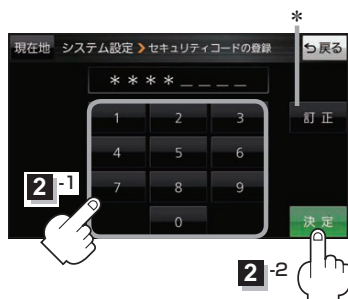 *
現在地 システム設定 > セキュリティコードの登録 戻る
* * * * _ _ _ _
1 2 3 訂 正
4 5 6
7 8 9
0 決 定
2 -1
2 -2